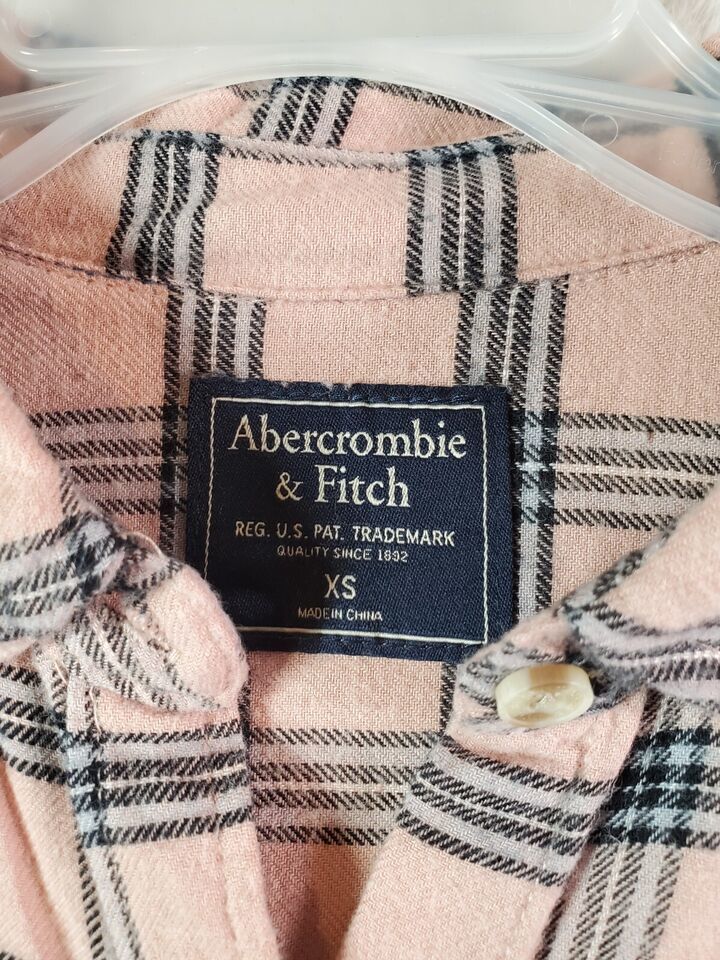 Abercrombie
& Fitch
REG. U.S. PAT. TRADEMARK
QUALITY SINCE 1892
XS
MADE IN CHINA